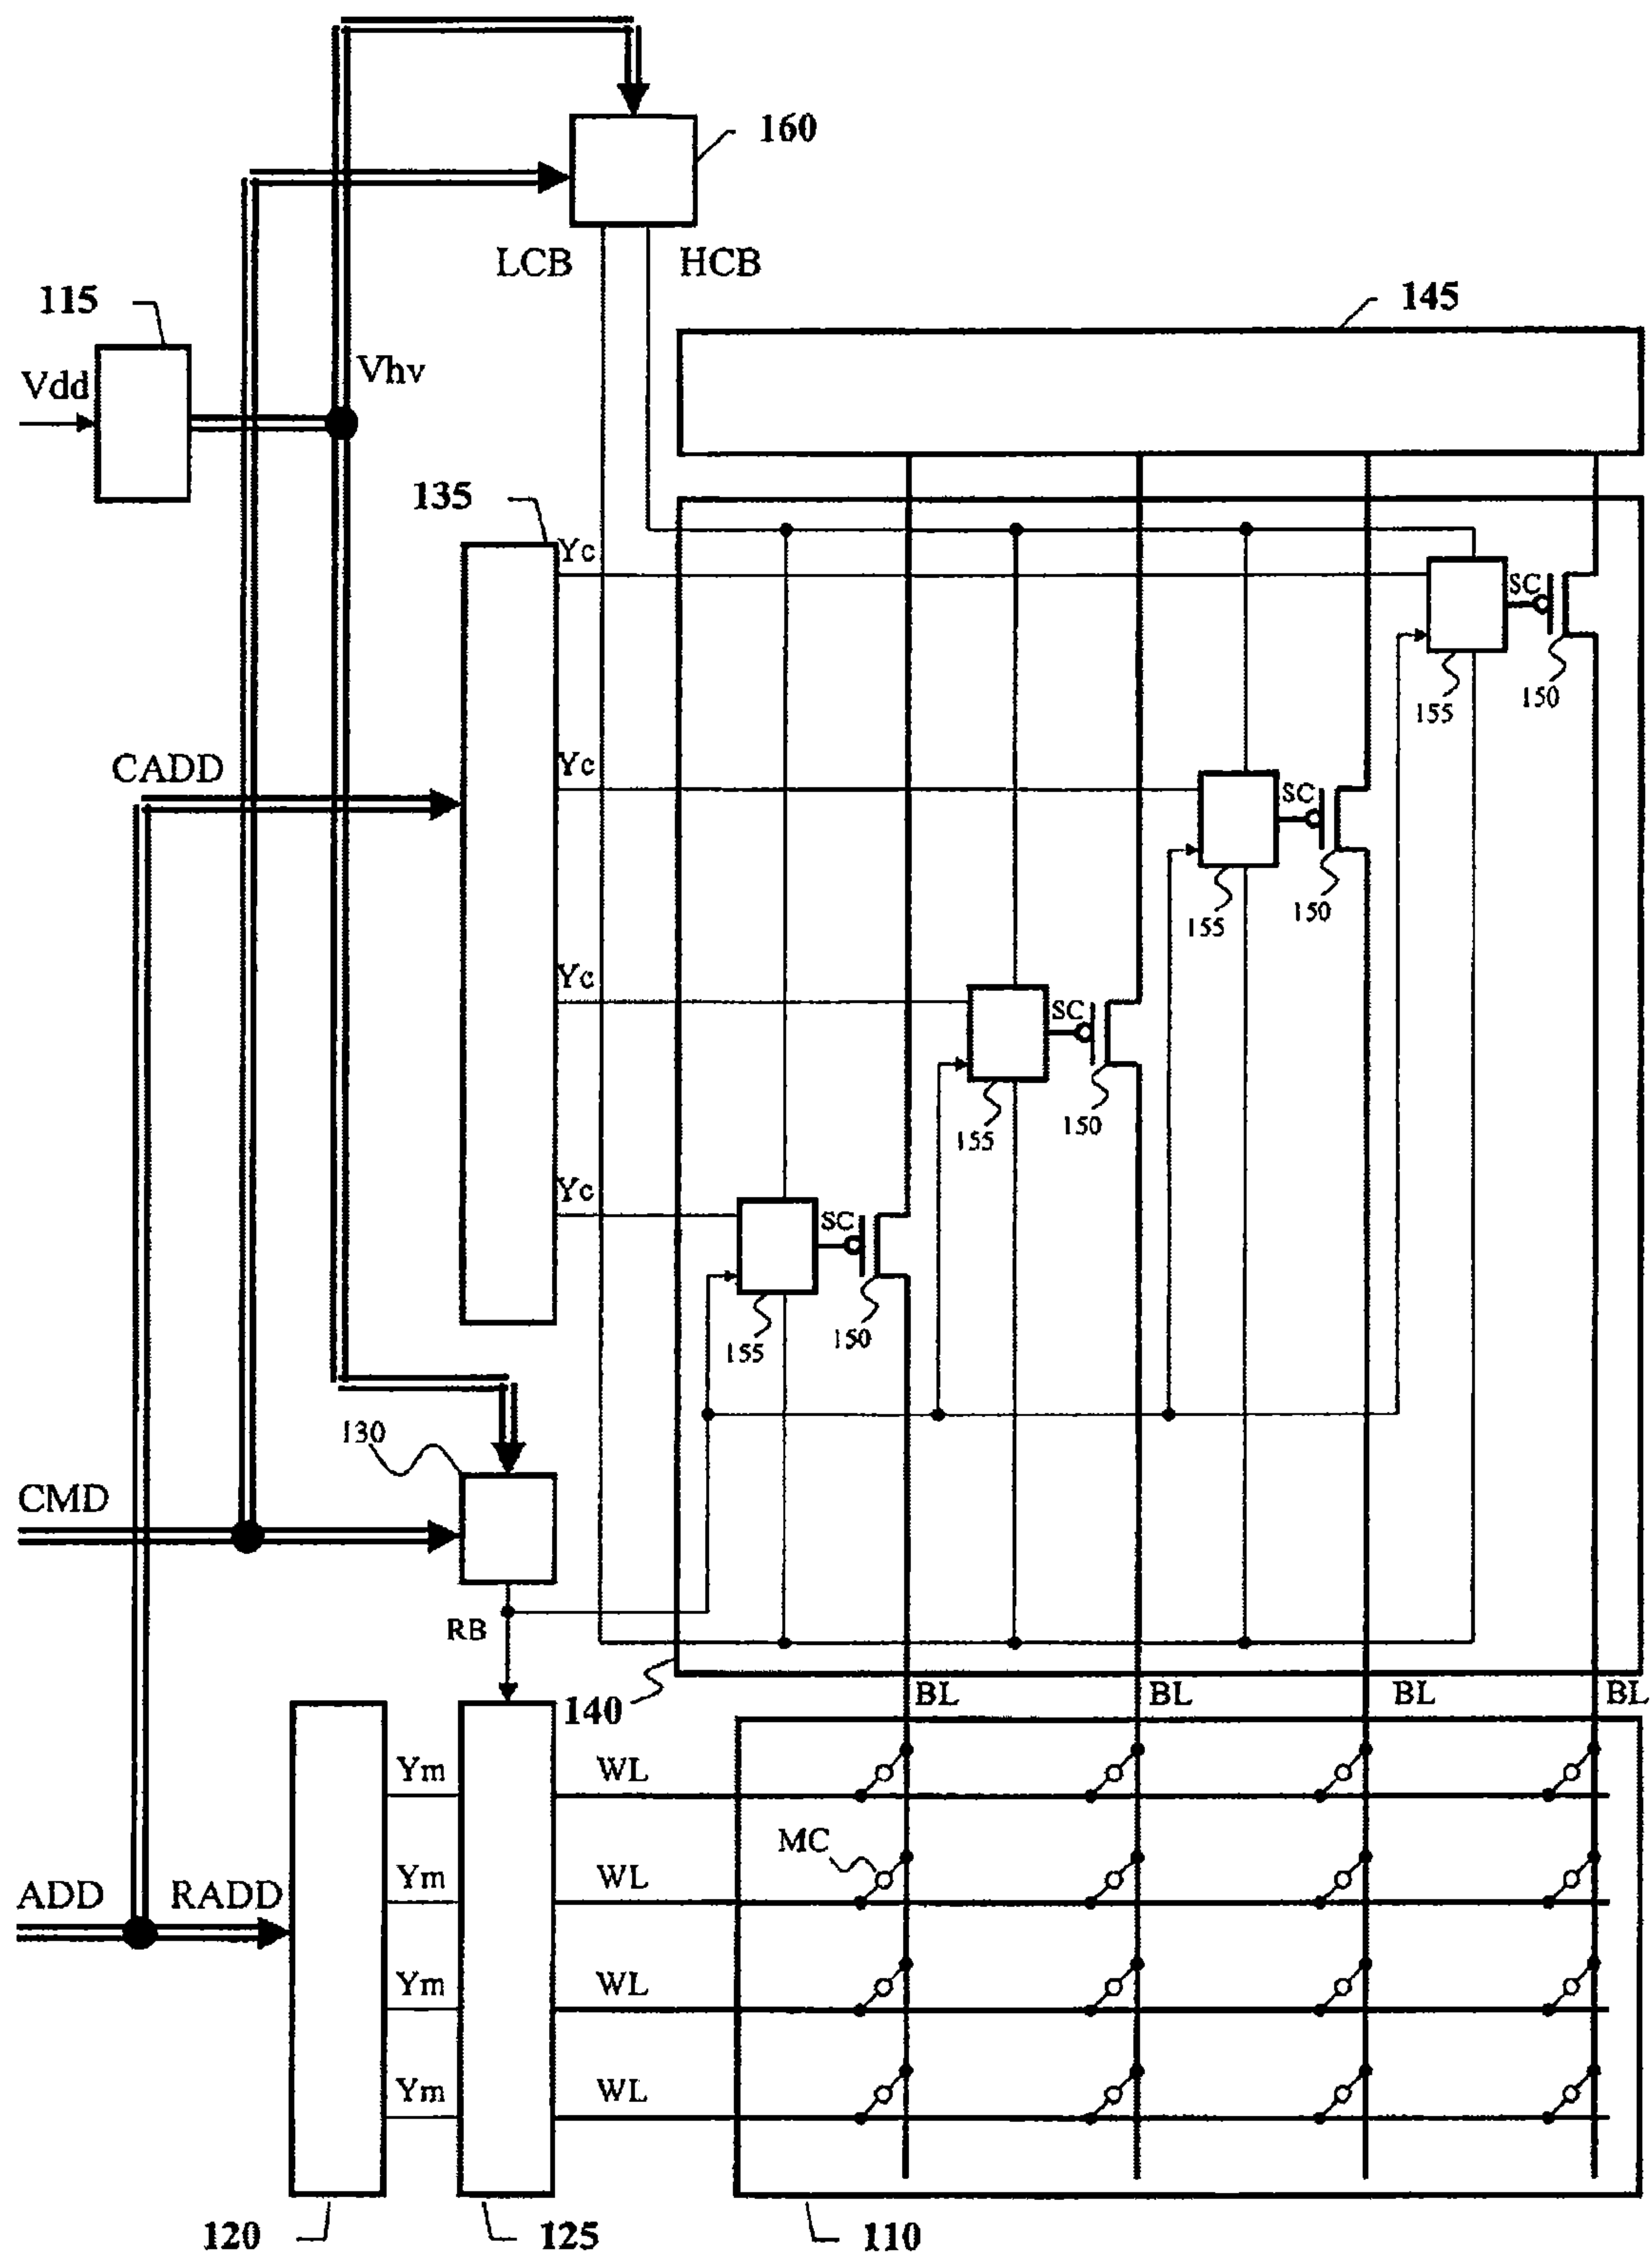 160
LCB HCB
115
145
Vdd
Vhv
135
Yc
SC
155
150
CADD
Yc
SC
155
150
Yc
SC
155
150
Yc
SC
155
150
130
CMD
RB
140
BL BL BL BL
Ym WL
MC
Ym WL
ADD RADD
Ym WL
Ym WL
120
125
110